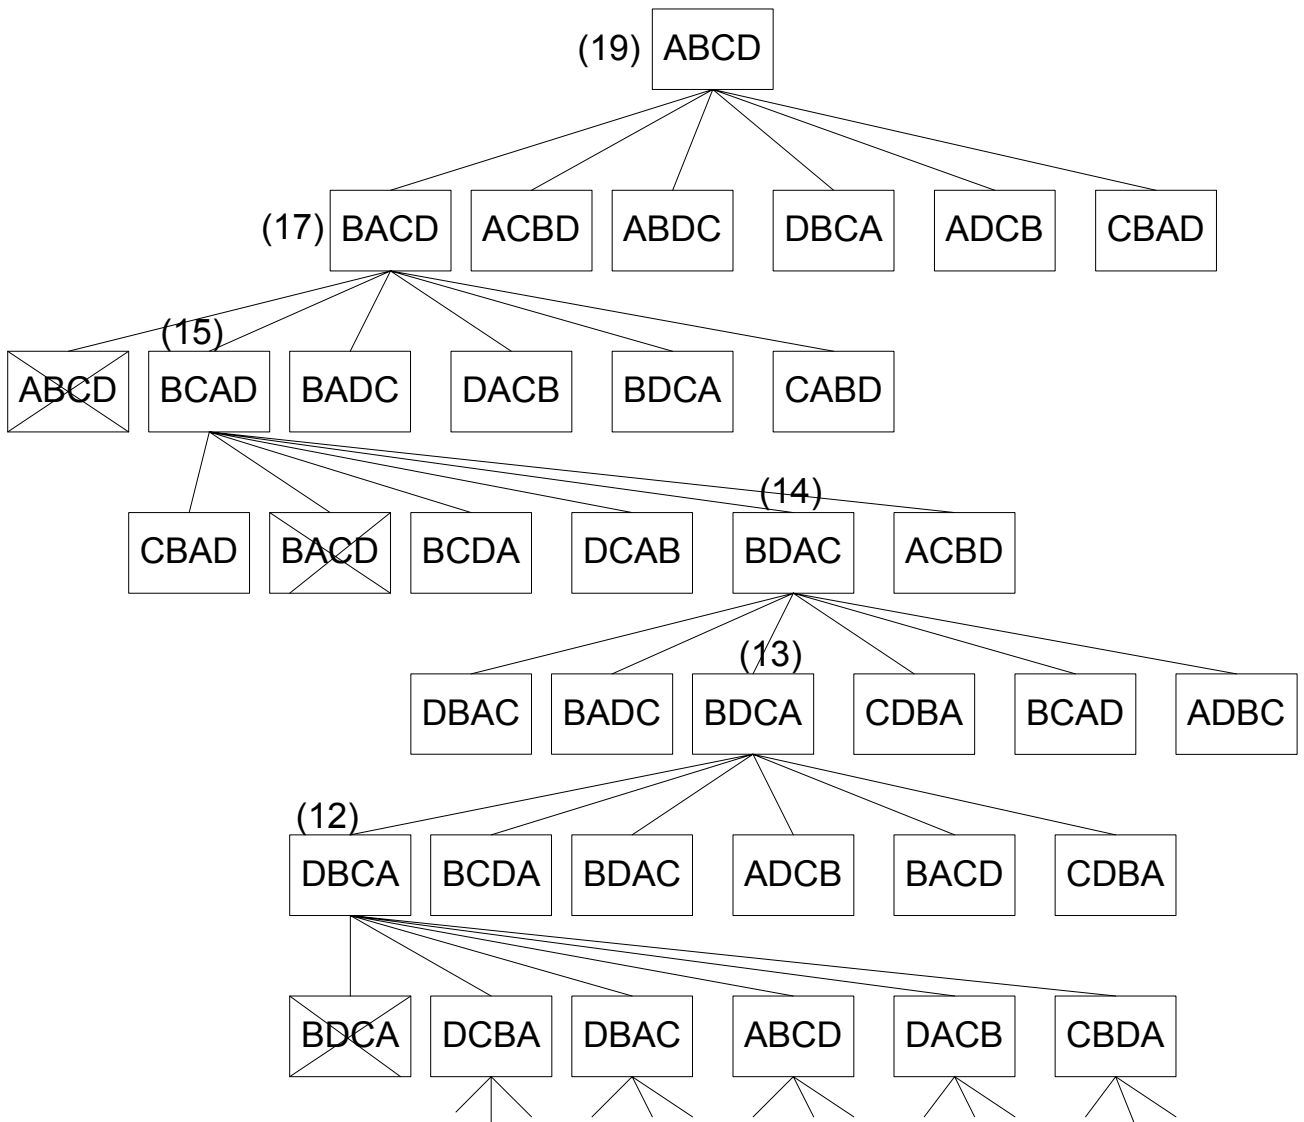 (19) ABCD
(17) BACD ACBD ABDC DBCA ADCB CBAD
(15)
ABCD BCAD BADC DACB BDCA CABD
(14)
CBAD BACD BCDA DCAB BDAC ACBD
(13)
DBAC BADC BDCA CDBA BCAD ADBC
(12)
DBCA BCDA BDAC ADCB BACD CDBA
BDCA DCBA DBAC ABCD DACB CBDA